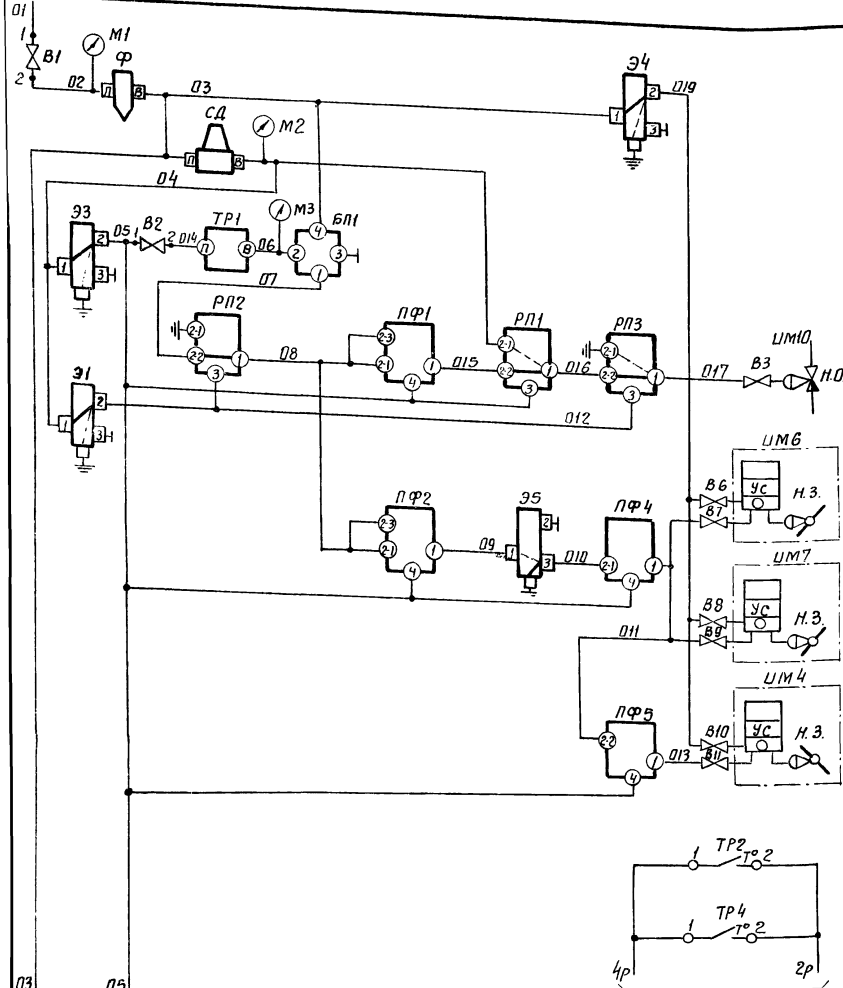 01
1
В1
2
02
М1
Ф
П
В
03
Э4
1
2
3
019
СД
П
В
М2
04
Э3
1
2
3
05
1
В2
2
014
ТР1
П
В
06
М3
БП1
4
2
3
1
07
РП2
2-1
2-2
1
3
08
ПФ1
2-3
2-1
1
4
015
РП1
2-1
2-2
1
3
016
РП3
2-1
2-2
1
3
017
В3
ИМ10
Н.О
Э1
1
2
3
012
ИМ6
В6
В7
УС
Н.З.
ПФ2
2-3
2-1
1
4
09
Э5
1
2
3
010
ПФ4
2-1
1
4
ИМ7
В8
В9
УС
Н.З.
011
ИМ4
В10
В11
УС
Н.З.
ПФ5
2-2
1
4
013
ТР2
1
Т° 2
ТР4
1
Т° 2
4Р
2Р
03
05